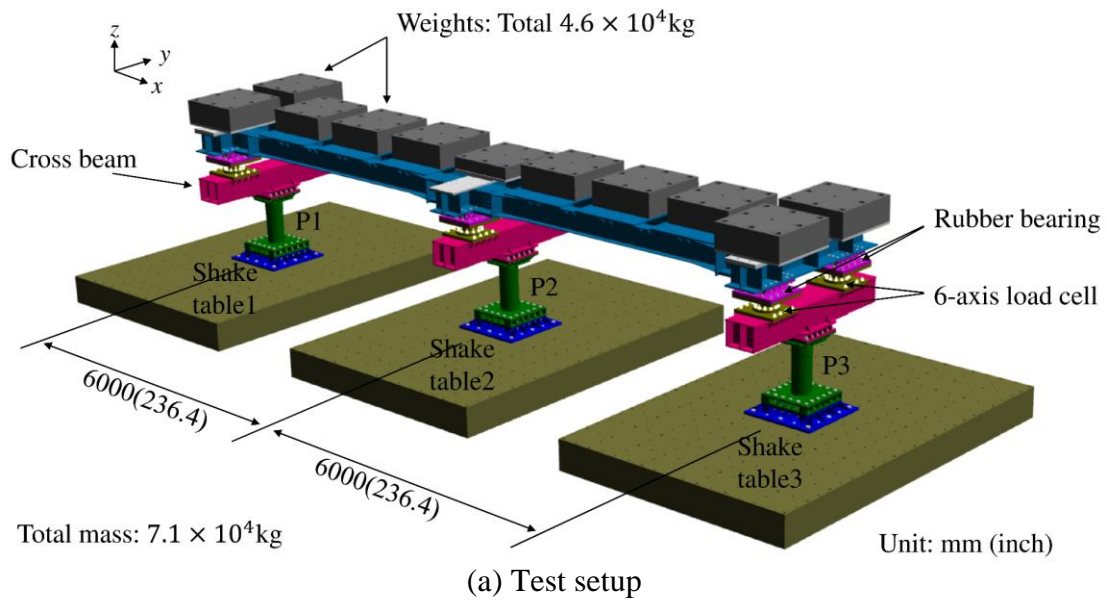 Weights: Total 4.6 × 10⁴kg
z
y
x
Cross beam
P1
Rubber bearing
Shake
table1
P2
6-axis load cell
Shake
table2
P3
6000(236.4)
Shake
table3
6000(236.4)
Total mass: 7.1 × 10⁴kg
Unit: mm (inch)
(a) Test setup